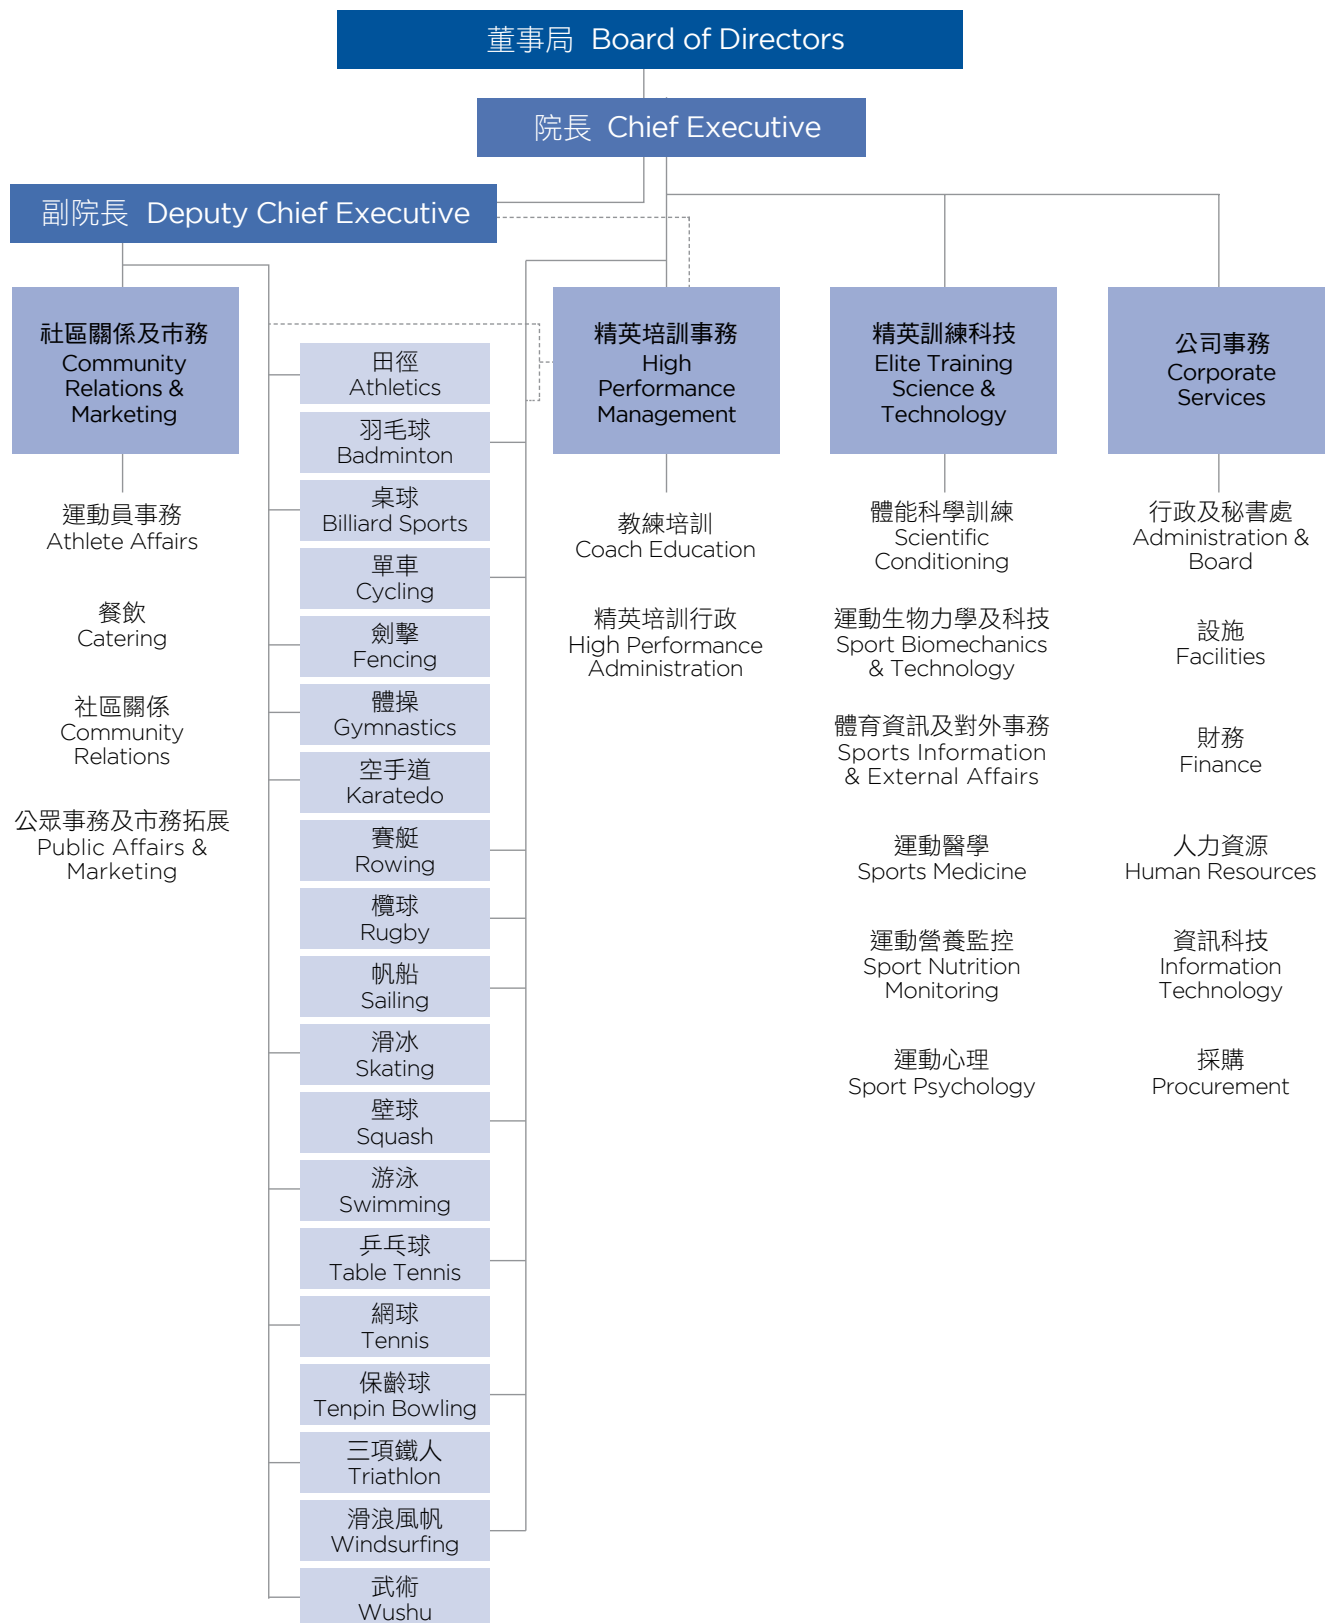 董事局 Board of Directors
院長 Chief Executive
副院長 Deputy Chief Executive
社區關係及市務
Community
Relations &
Marketing
運動員事務
Athlete Affairs
餐飲
Catering
社區關係
Community
Relations
公眾事務及市務拓展
Public Affairs &
Marketing
田徑
Athletics
羽毛球
Badminton
桌球
Billiard Sports
單車
Cycling
劍擊
Fencing
體操
Gymnastics
空手道
Karatedo
賽艇
Rowing
欖球
Rugby
帆船
Sailing
滑冰
Skating
壁球
Squash
游泳
Swimming
乒乓球
Table Tennis
網球
Tennis
保齡球
Tenpin Bowling
三項鐵人
Triathlon
滑浪風帆
Windsurfing
武術
Wushu
精英培訓事務
High
Performance
Management
教練培訓
Coach Education
精英培訓行政
High Performance
Administration
精英訓練科技
Elite Training
Science &
Technology
體能科學訓練
Scientific
Conditioning
運動生物力學及科技
Sport Biomechanics
& Technology
體育資訊及對外事務
Sports Information
& External Affairs
運動醫學
Sports Medicine
運動營養監控
Sport Nutrition
Monitoring
運動心理
Sport Psychology
公司事務
Corporate
Services
行政及秘書處
Administration &
Board
設施
Facilities
財務
Finance
人力資源
Human Resources
資訊科技
Information
Technology
採購
Procurement